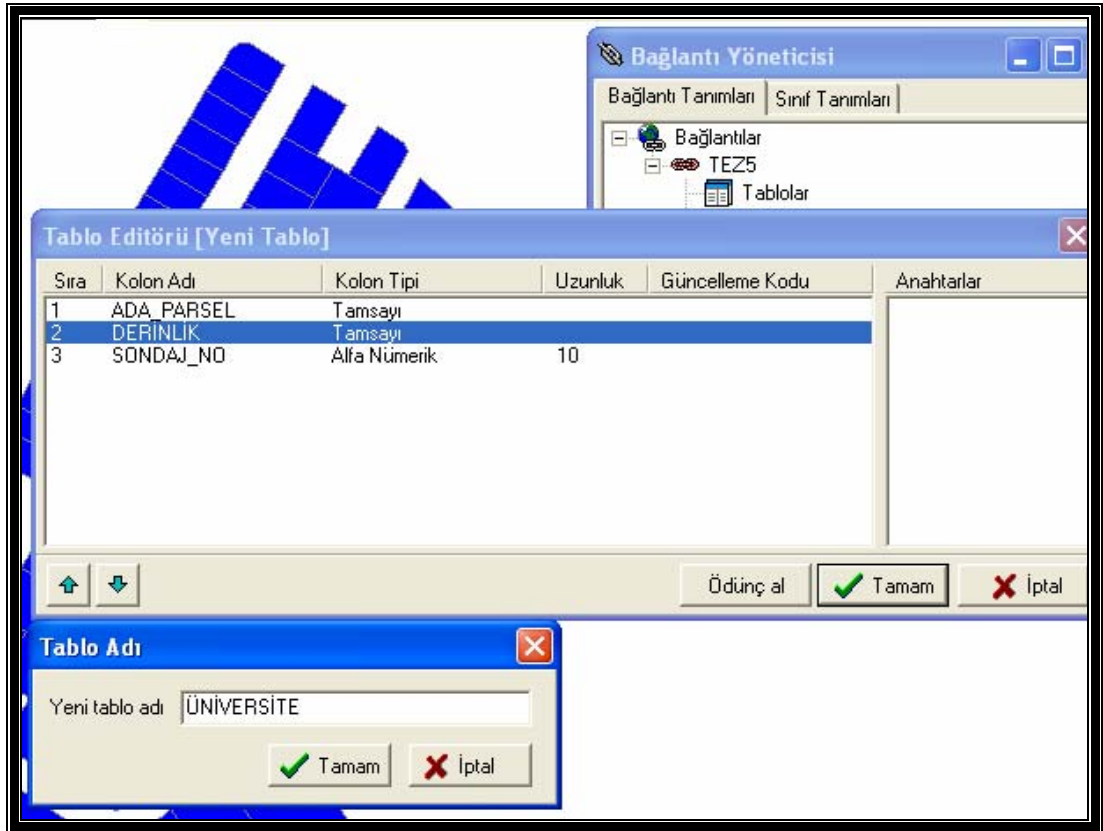 Bağlantı Yöneticisi
Bağlantı Tanımları Sınıf Tanımları
Bağlantılar
TEZ5
Tablolar
Tablo Editörü [Yeni Tablo]
Sıra Kolon Adı Kolon Tipi Uzunluk Güncelleme Kodu Anahtarlar
1 ADA_PARSEL Tamsayı
2 DERİNLİK Tamsayı
3 SONDAJ_NO Alfa Nümerik 10
Ödünç al Tamam İptal
Tablo Adı
Yeni tablo adı ÜNİVERSİTE
Tamam İptal